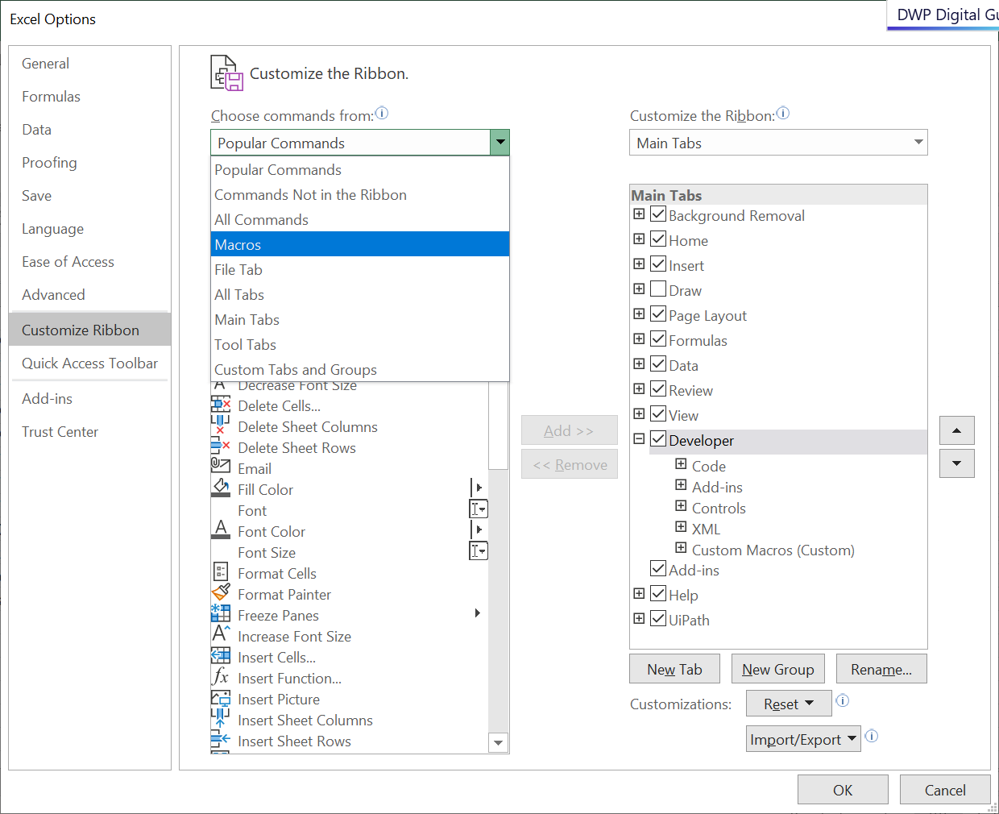 DWP Digital Gu
Excel Options
General
Formulas
Data
Proofing
Save
Language
Ease of Access
Advanced
Customize Ribbon
Quick Access Toolbar
Add-ins
Trust Center
Customize the Ribbon.
Choose commands from:
Popular Commands
Popular Commands
Commands Not in the Ribbon
All Commands
Macros
File Tab
All Tabs
Main Tabs
Tool Tabs
Custom Tabs and Groups
Decrease Font Size
Delete Cells...
Delete Sheet Columns
Delete Sheet Rows
Email
Fill Color
Font
Font Color
Font Size
Format Cells
Format Painter
Freeze Panes
Increase Font Size
Insert Cells...
Insert Function...
Insert Picture
Insert Sheet Columns
Insert Sheet Rows
Add >>
<< Remove
Customize the Ribbon:
Main Tabs
Main Tabs
Background Removal
Home
Insert
Draw
Page Layout
Formulas
Data
Review
View
Developer
Code
Add-ins
Controls
XML
Custom Macros (Custom)
Add-ins
Help
UiPath
New Tab
New Group
Rename...
Customizations:
Reset
Import/Export
OK
Cancel